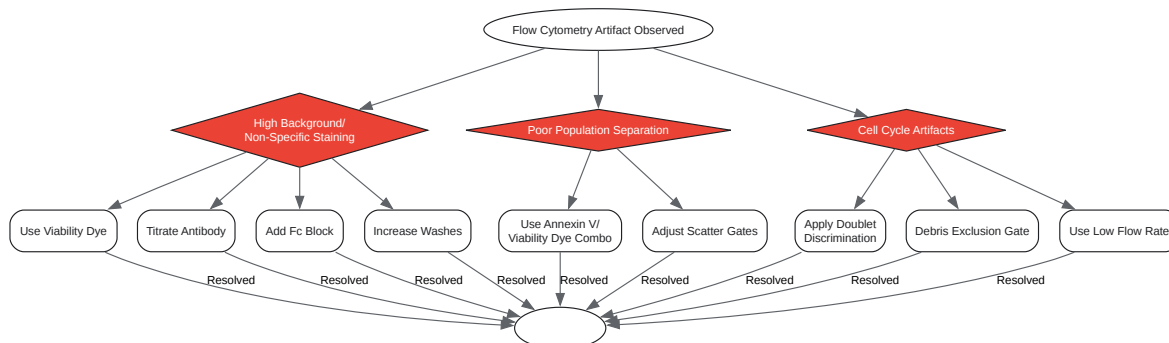 Flow Cytometry Artifact Observed
High Background/
Non-Specific Staining
Poor Population Separation
Cell Cycle Artifacts
Use Viability Dye
Titrate Antibody
Add Fc Block
Increase Washes
Use Annexin V/
Viability Dye Combo
Adjust Scatter Gates
Apply Doublet
Discrimination
Debris Exclusion Gate
Use Low Flow Rate
Resolved
Resolved
Resolved
Resolved
Resolved
Resolved
Resolved
Resolved
Resolved